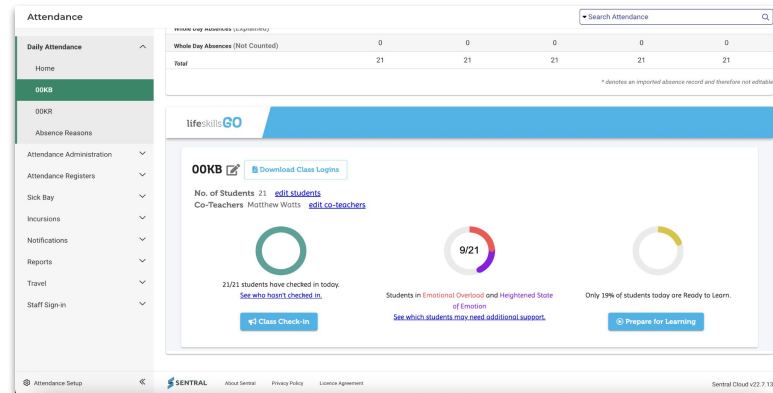 Attendance
Search Attendance
Daily Attendance
Home
00KB
00KR
Absence Reasons
Attendance Administration
Attendance Registers
Sick Bay
Incursions
Notifications
Reports
Travel
Staff Sign-in
Attendance Setup
Whole Day Absences (Explained)
Whole Day Absences (Not Counted) 0 0 0 0 0
Total 21 21 21 21 21
* denotes an imported absence record and therefore not editable
lifeskillsGO
00KB Download Class Logins
No. of Students 21 edit students
Co-Teachers Matthew Watts edit co-teachers
21/21 students have checked in today.
See who hasn't checked in.
Class Check-in
9/21
Students in Emotional Overload and Heightened State
of Emotion
See which students may need additional support.
Only 19% of students today are Ready to Learn.
Prepare for Learning
SENTRAL About Sentral Privacy Policy Licence Agreement Sentral Cloud v22.7.13